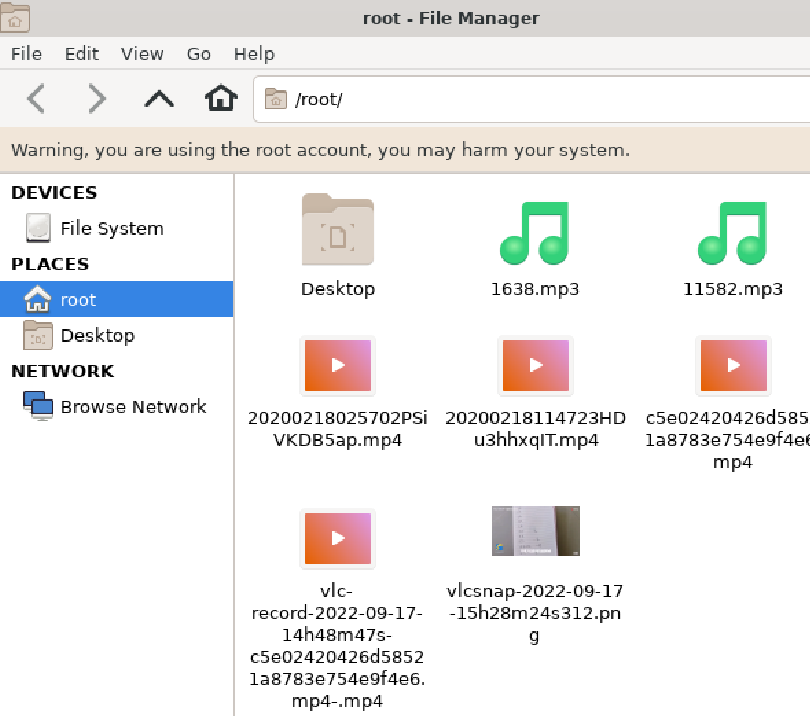 root - File Manager
File Edit View Go Help
/root/
Warning, you are using the root account, you may harm your system.
DEVICES
File System
PLACES
root
Desktop
NETWORK
Browse Network
Desktop
1638.mp3
11582.mp3
20200218025702PSi
VKDB5ap.mp4
20200218114723HD
u3hhxqIT.mp4
c5e02420426d585
1a8783e754e9f4e6
mp4
vlc-
record-2022-09-17-
14h48m47s-
c5e02420426d5852
1a8783e754e9f4e6.
mp4-.mp4
vlcsnap-2022-09-17
-15h28m24s312.pn
g